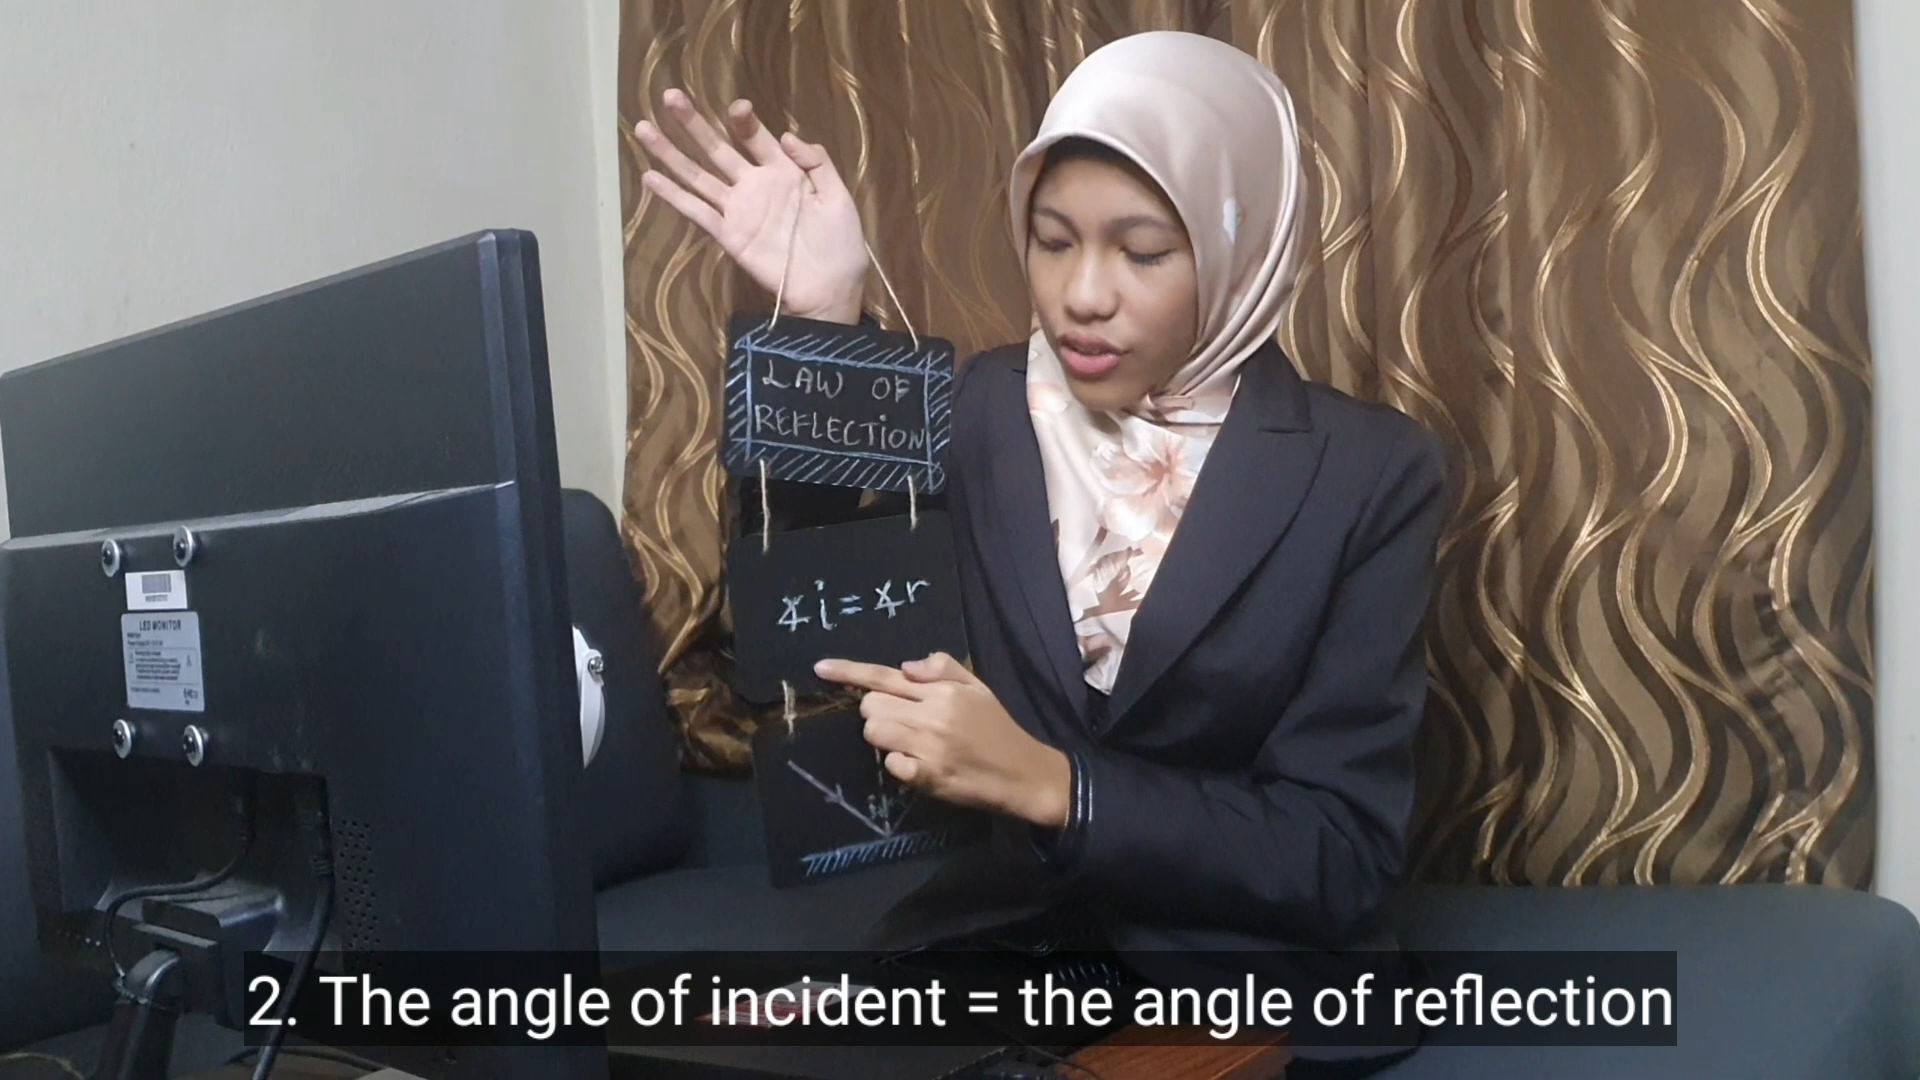 LAW OF
REFLECTION
∡i=∡r
i
LED MONITOR
2. The angle of incident = the angle of reflection